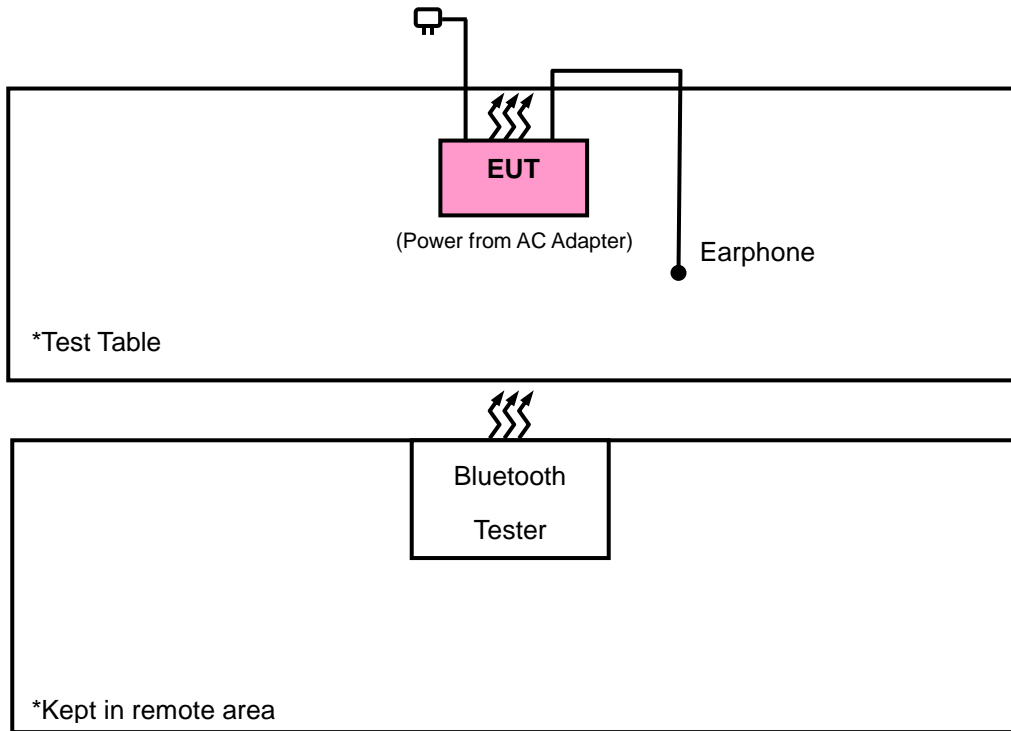 EUT
(Power from AC Adapter)
Earphone
*Test Table
Bluetooth
Tester
*Kept in remote area